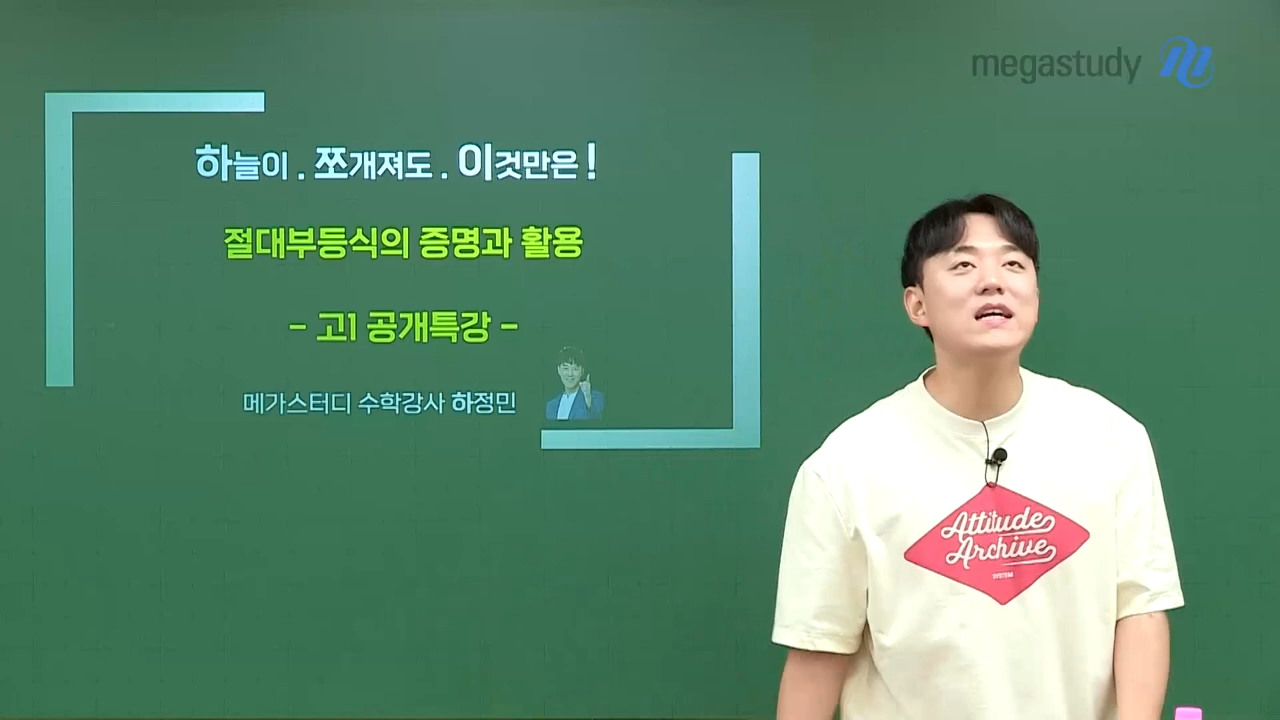 megastudy
하늘이 . 쪼개져도 . 이것만은 !
절대부등식의 증명과 활용
- 고1 공개특강 -
메가스터디 수학강사 하정민
Attitude
Archive
SYSTEM